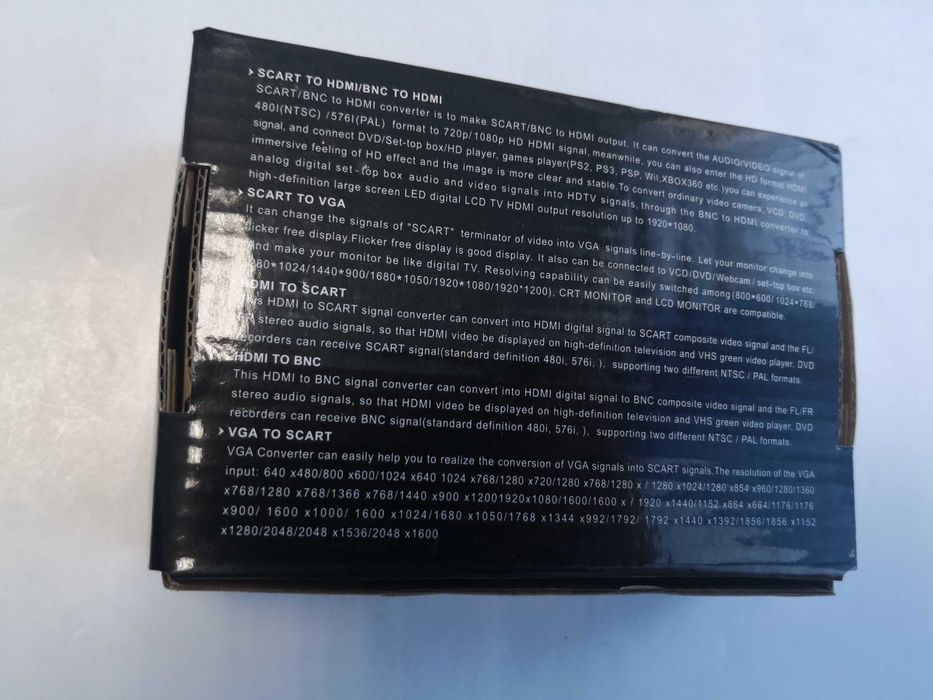 › SCART TO HDMI/BNC TO HDMI
SCART/BNC to HDMI converter is to make SCART/BNC to HDMI output. It can convert the AUDIO/VIDEO signal of
480I(NTSC) /576I(PAL) format to 720p/1080p HD HDMI signal, meanwhile, you can also enter the HD format HDMI
signal, and connect DVD/Set-top box/HD player, games player(PS2, PS3, PSP, Wil,XBOX360 etc.)you can experience an
immersive feeling of HD effect and the image is more clear and stable.To convert ordinary video camera, VCD, DVD,
analog digital set-top box audio and video signals into HDTV signals, through the BNC to HDMI converter to
high-definition large screen LED digital LCD TV HDMI output resolution up to 1920*1080.
› SCART TO VGA
It can change the signals of "SCART" terminator of video into VGA signals line-by-line. Let your monitor change into
flicker free display.Flicker free display is good display. It also can be connected to VCD/DVD/Webcam/set-top box etc.
And make your monitor be like digital TV. Resolving capability can be easily switched among(800*600/1024*768/
280*1024/1440*900/1680*1050/1920*1080/1920*1200), CRT MONITOR and LCD MONITOR are compatible.
HDMI TO SCART
This HDMI to SCART signal converter can convert into HDMI digital signal to SCART composite video signal and the FL/
FR stereo audio signals, so that HDMI video be displayed on high-definition television and VHS green video player, DVD
recorders can receive SCART signal(standard definition 480i, 576i, ), supporting two different NTSC / PAL formats.
HDMI TO BNC
This HDMI to BNC signal converter can convert into HDMI digital signal to BNC composite video signal and the FL/FR
stereo audio signals, so that HDMI video be displayed on high-definition television and VHS green video player, DVD
recorders can receive BNC signal(standard definition 480i, 576i, ), supporting two different NTSC / PAL formats.
› VGA TO SCART
VGA Converter can easily help you to realize the conversion of VGA signals into SCART signals.The resolution of the VGA
input: 640 x480/800 x600/1024 x640 1024 x768/1280 x720/1280 x768/1280 x / 1280 x1024/1280 x854 x960/1280/1360
x768/1280 x768/1366 x768/1440 x900 x12001920x1080/1600/1600 x / 1920 x1440/1152 x864 x664/1176/1176
x900/ 1600 x1000/ 1600 x1024/1680 x1050/1768 x1344 x992/1792/ 1792 x1440 x1392/1856/1856 x1152
x1280/2048/2048 x1536/2048 x1600